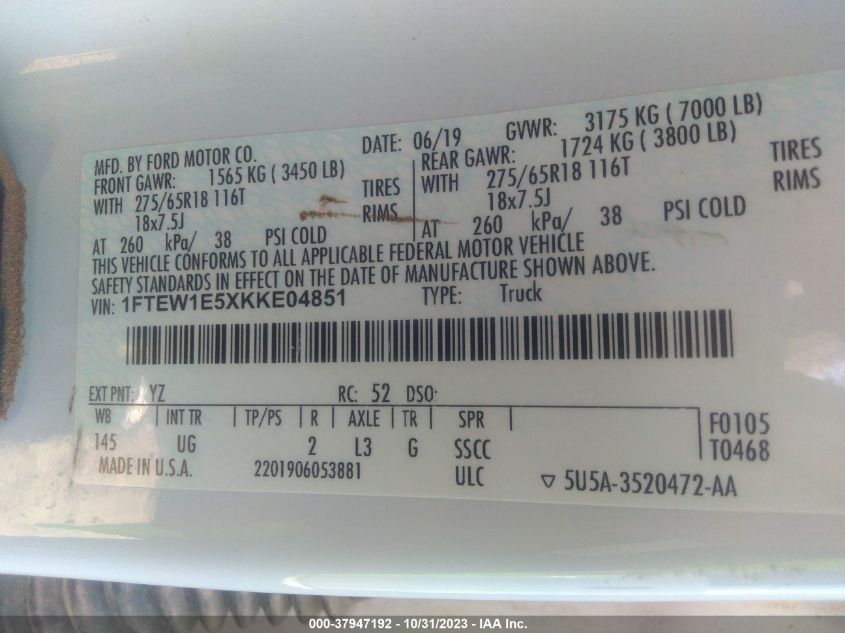 MFD. BY FORD MOTOR CO. DATE: 06/19 GVWR: 3175 KG ( 7000 LB)
FRONT GAWR: 1565 KG ( 3450 LB) REAR GAWR: 1724 KG ( 3800 LB)
WITH 275/65R18 116T TIRES WITH 275/65R18 116T TIRES
18x7.5J RIMS 18x7.5J RIMS
AT 260 kPa/ 38 PSI COLD AT 260 kPa/ 38 PSI COLD
THIS VEHICLE CONFORMS TO ALL APPLICABLE FEDERAL MOTOR VEHICLE
SAFETY STANDARDS IN EFFECT ON THE DATE OF MANUFACTURE SHOWN ABOVE.
VIN: 1FTEW1E5XKKE04851 TYPE: Truck
EXT PNT: YZ RC: 52 DSO:
WB INT TR TP/PS R AXLE TR SPR F0105
145 UG 2 L3 G SSCC T0468
MADE IN U.S.A. 2201906053881 ULC ▽ 5U5A-3520472-AA
000-37947192 - 10/31/2023 - IAA Inc.